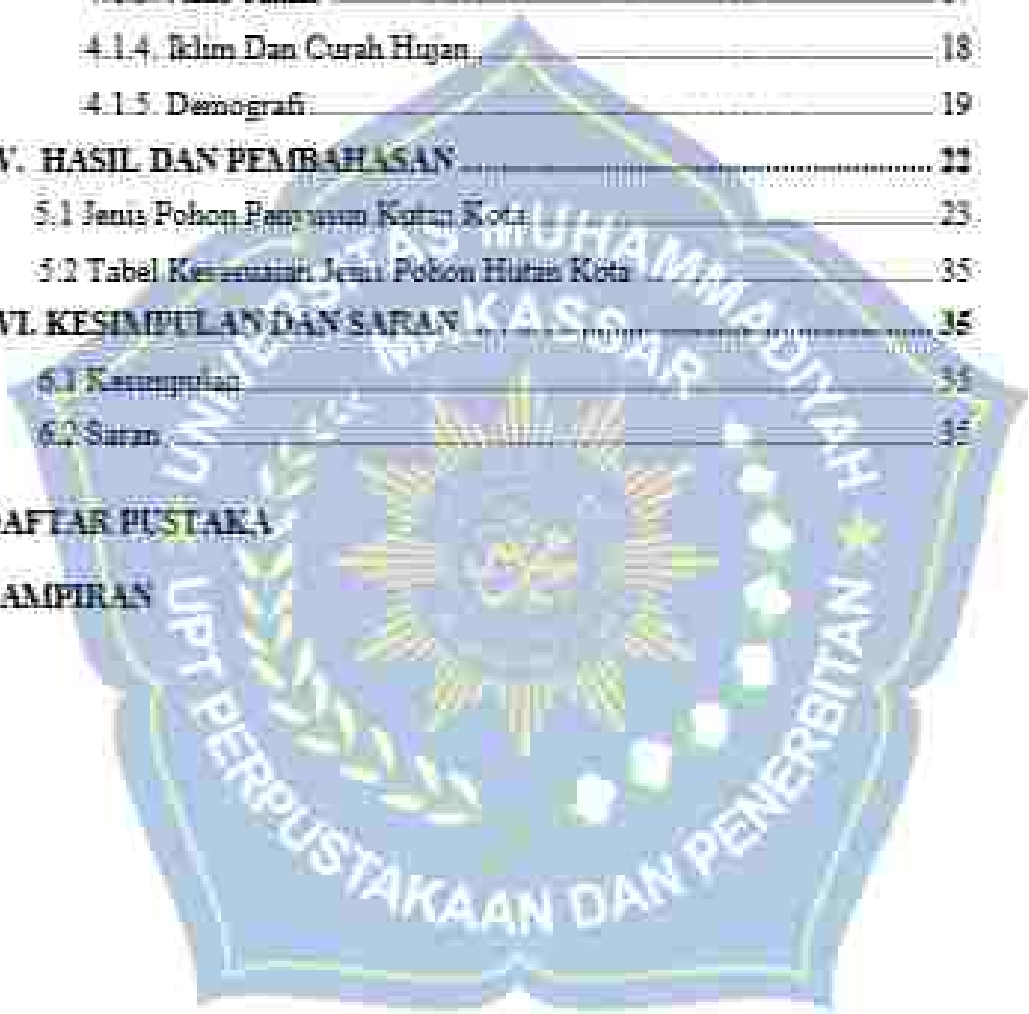 4.1.4. Iklim Dan Curah Hujan 18
4.1.5. Demografi 19
V. HASIL DAN PEMBAHASAN 22
5.1 Jenis Pohon Penyusun Hutan Kota 23
5.2 Tabel Kesesuaian Jenis Pohon Hutan Kota 35
VI. KESIMPULAN DAN SARAN 35
6.1 Kesimpulan 35
6.2 Saran 35
DAFTAR PUSTAKA
LAMPIRAN
UNIVERSITAS MUHAMMADIYAH
MAKASSAR
UPT PERPUSTAKAAN DAN PENERBITAN